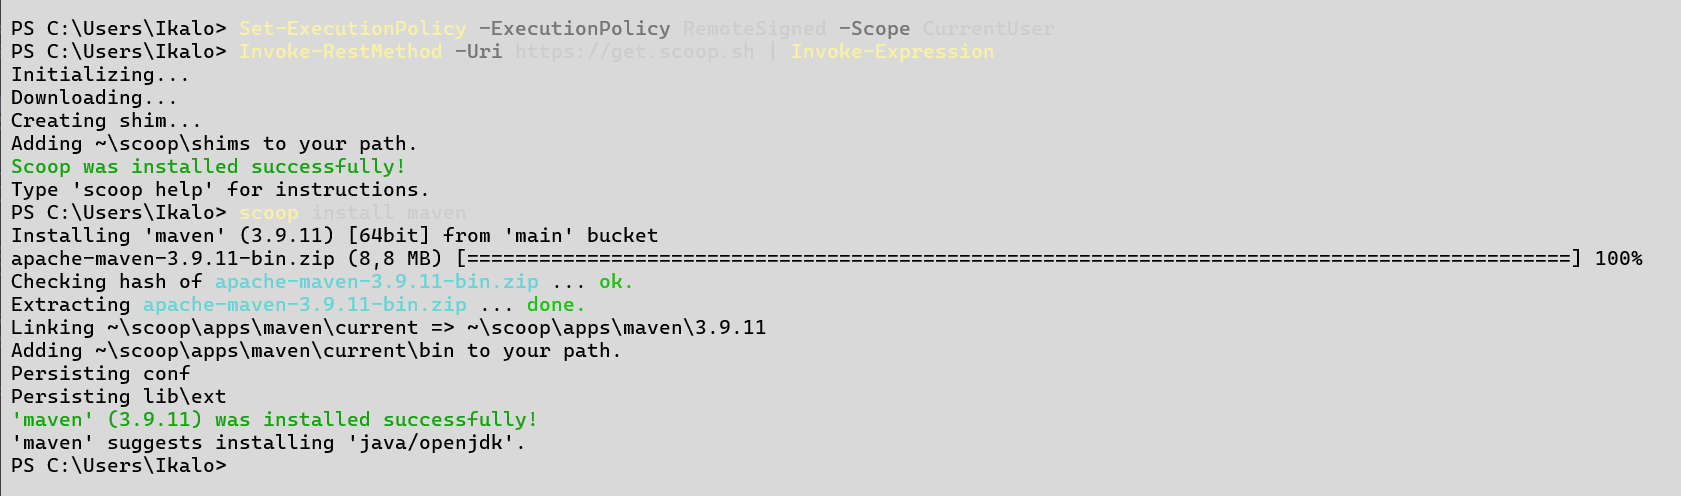 PS C:\Users\Ikalo> Set-ExecutionPolicy -ExecutionPolicy RemoteSigned -Scope CurrentUser
PS C:\Users\Ikalo> Invoke-RestMethod -Uri https://get.scoop.sh | Invoke-Expression
Initializing...
Downloading...
Creating shim...
Adding ~\scoop\shims to your path.
Scoop was installed successfully!
Type 'scoop help' for instructions.
PS C:\Users\Ikalo> scoop install maven
Installing 'maven' (3.9.11) [64bit] from 'main' bucket
apache-maven-3.9.11-bin.zip (8,8 MB) [============================================================================================] 100%
Checking hash of apache-maven-3.9.11-bin.zip ... ok.
Extracting apache-maven-3.9.11-bin.zip ... done.
Linking ~\scoop\apps\maven\current => ~\scoop\apps\maven\3.9.11
Adding ~\scoop\apps\maven\current\bin to your path.
Persisting conf
Persisting lib\ext
'maven' (3.9.11) was installed successfully!
'maven' suggests installing 'java/openjdk'.
PS C:\Users\Ikalo>